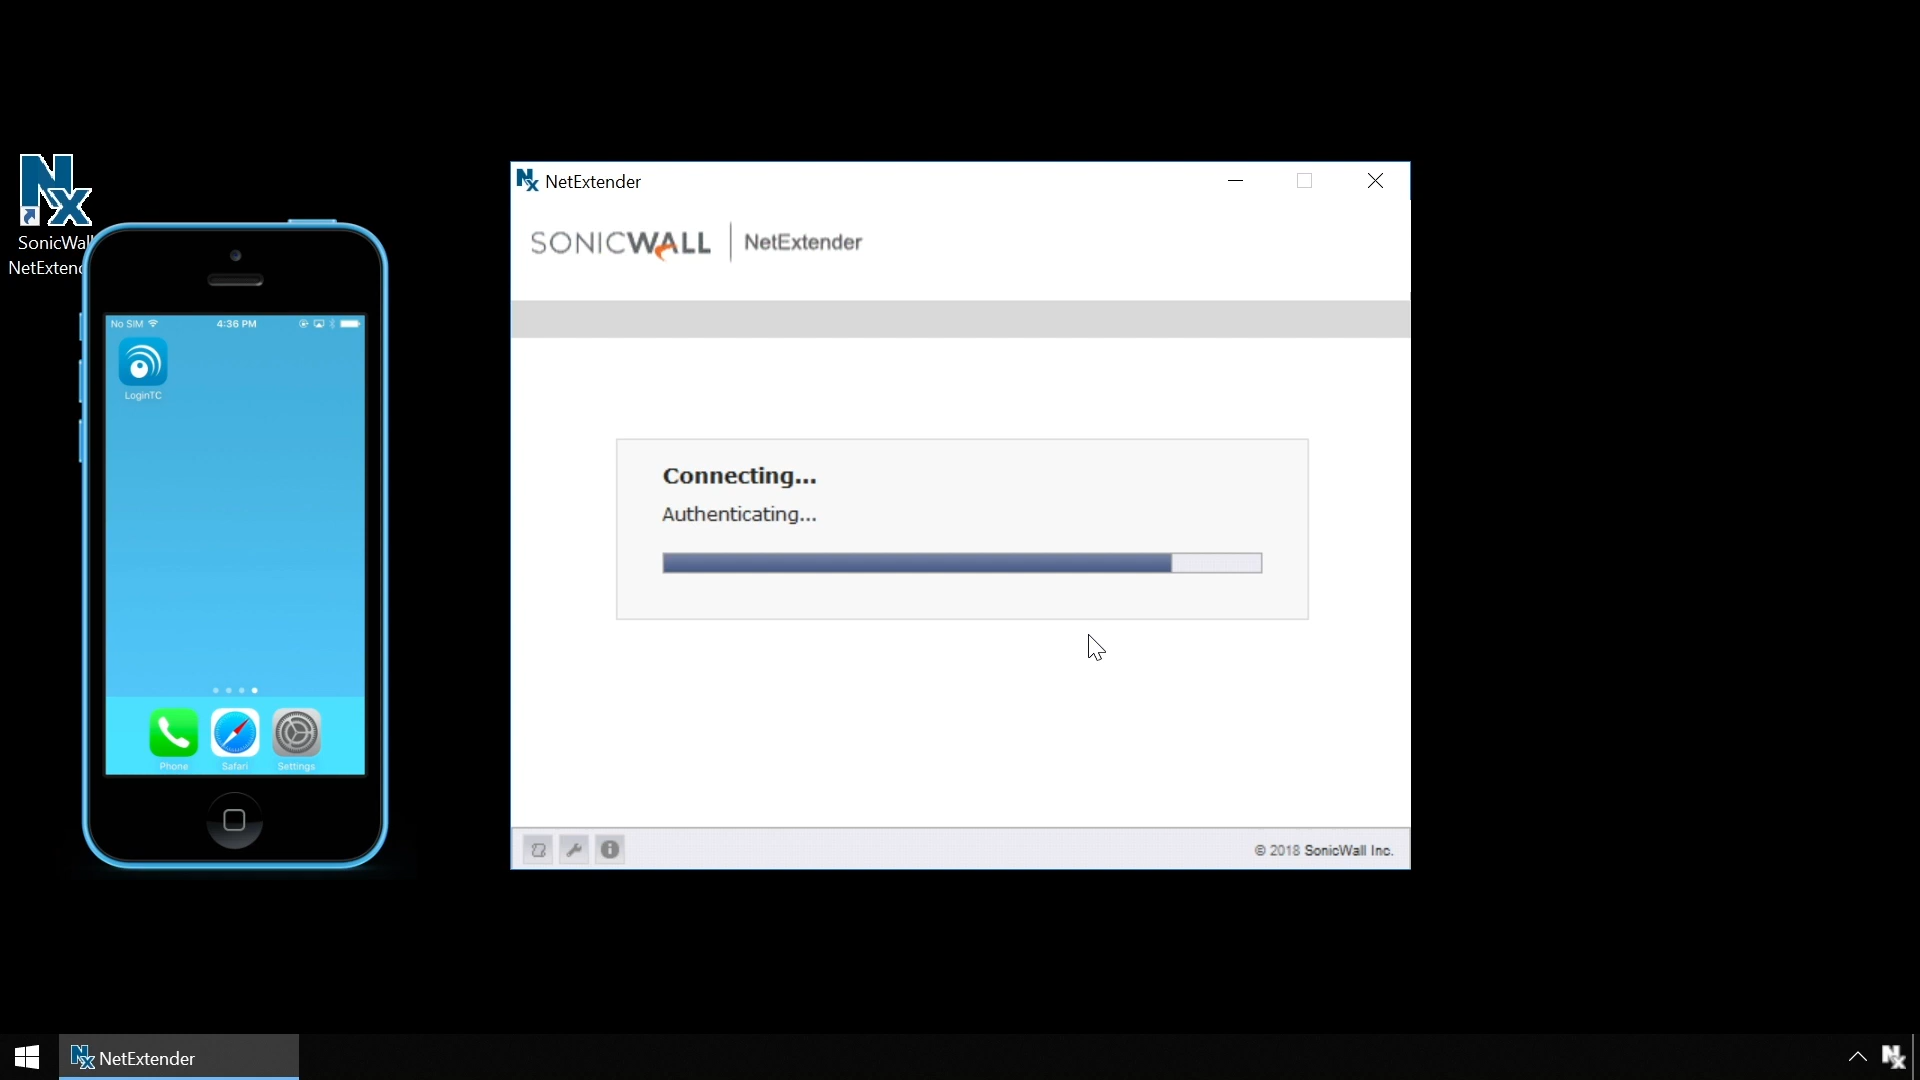 SonicWall
NetExtend
No SIM
4:36 PM
LoginTC
Phone
Safari
Settings
NetExtender
SONICWALL
NetExtender
Connecting...
Authenticating...
© 2018 SonicWall Inc.
NetExtender